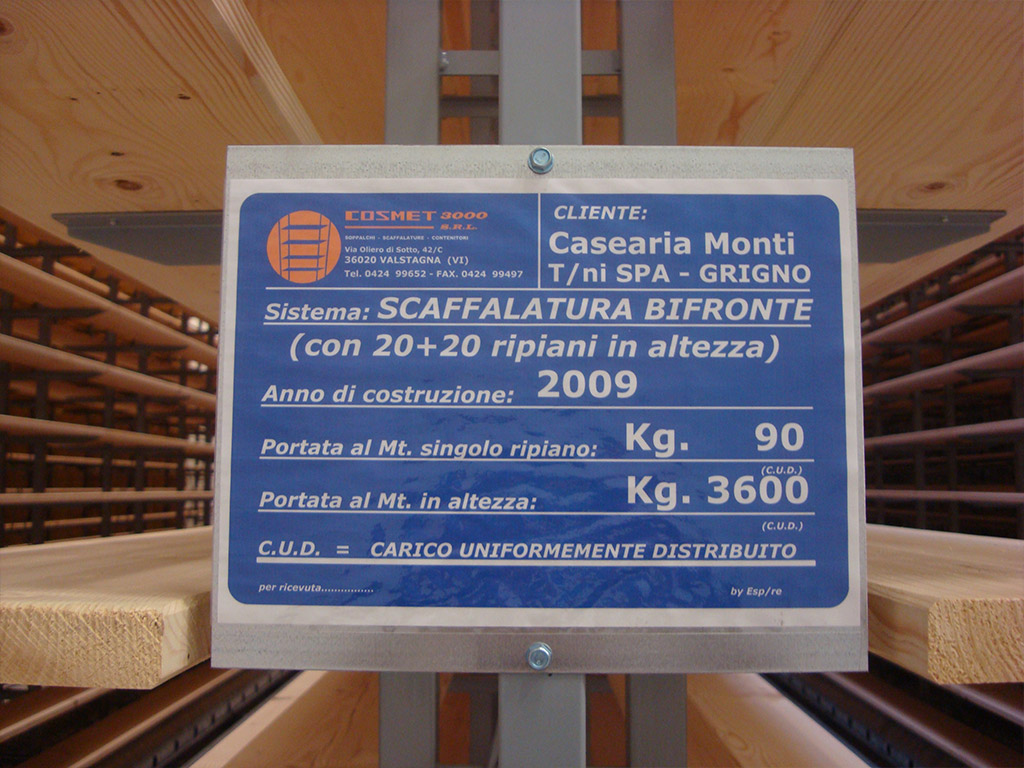 COSMET 3000
S.R.L.
SOPPALCHI - SCAFFALATURE - CONTENITORI
Via Oliero di Sotto, 42/C
36020 VALSTAGNA (VI)
Tel. 0424 99652 - FAX. 0424 99497
CLIENTE:
Casearia Monti
T/ni SPA - GRIGNO
Sistema: SCAFFALATURA BIFRONTE
(con 20+20 ripiani in altezza)
Anno di costruzione: 2009
Portata al Mt. singolo ripiano: Kg. 90
(C.U.D.)
Portata al Mt. in altezza: Kg. 3600
(C.U.D.)
C.U.D. = CARICO UNIFORMEMENTE DISTRIBUITO
per ricevuta................ by Esp/re